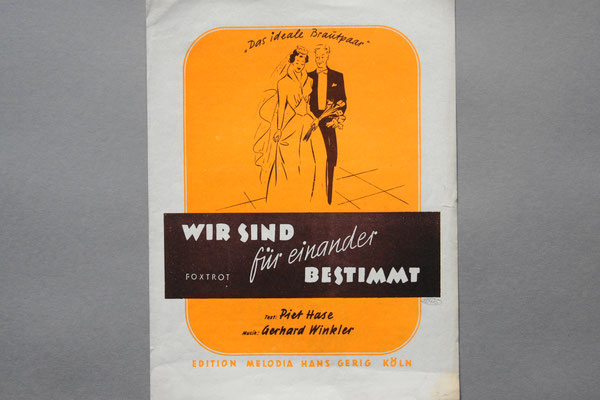 „Das ideale Brautpaar“
WIR SIND
für einander
FOXTROT
BESTIMMT
Text: Piet Hase
Musik: Gerhard Winkler
EDITION MELODIA HANS GERIG KÖLN